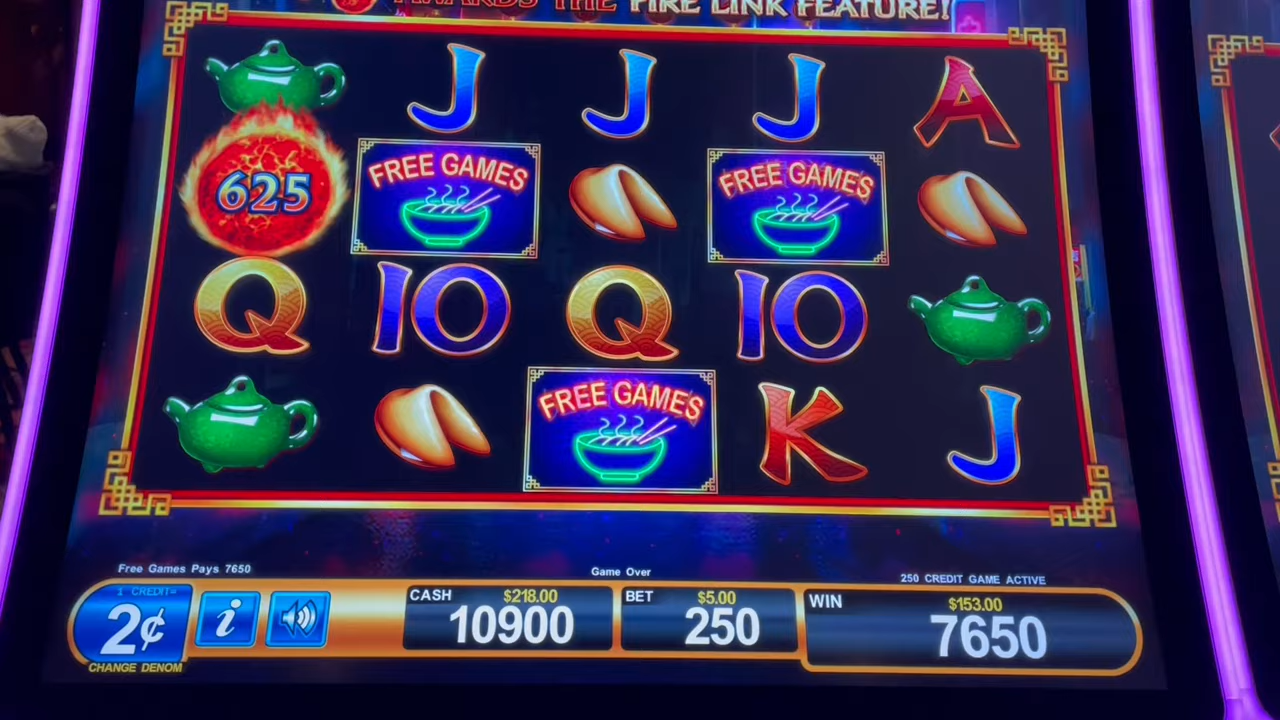 AWARDS THE FIRE LINK FEATURE!
J J J A
625 FREE GAMES FREE GAMES
Q 10 Q 10
FREE GAMES K J
Free Games Pays 7650
Game Over
250 CREDIT GAME ACTIVE
1 CREDIT=
2¢
CHANGE DENOM
i
CASH $218.00
10900
BET $5.00
250
WIN $153.00
7650